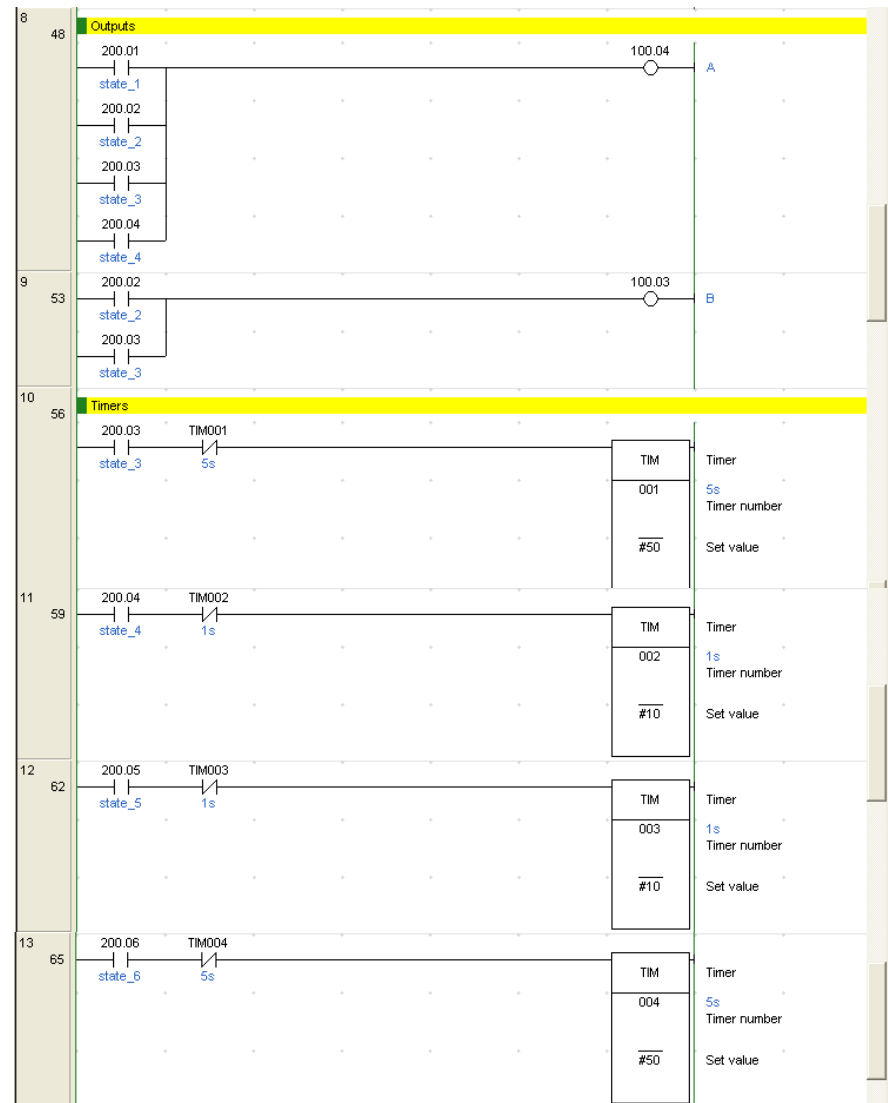 8
48
Outputs
200.01 100.04
state_1 A
200.02
state_2
200.03
state_3
200.04
state_4
9
53
200.02 100.03
state_2 B
200.03
state_3
10
56
Timers
200.03 TIM001
state_3 5s
TIM Timer
001 5s
Timer number
#50 Set value
11
59
200.04 TIM002
state_4 1s
TIM Timer
002 1s
Timer number
#10 Set value
12
62
200.05 TIM003
state_5 1s
TIM Timer
003 1s
Timer number
#10 Set value
13
65
200.06 TIM004
state_6 5s
TIM Timer
004 5s
Timer number
#50 Set value